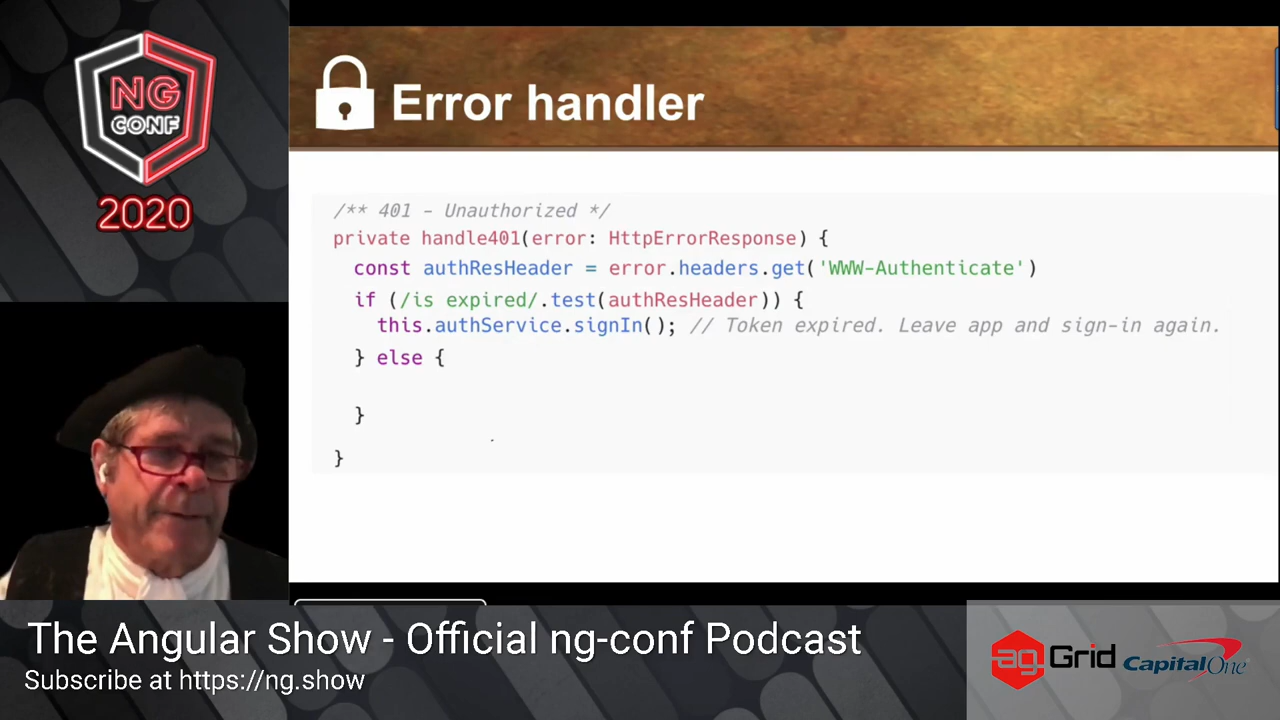 NG
CONF
2020
Error handler
/** 401 - Unauthorized */
private handle401(error: HttpErrorResponse) {
const authResHeader = error.headers.get('WWW-Authenticate')
if (/is expired/.test(authResHeader)) {
this.authService.signIn(); // Token expired. Leave app and sign-in again.
} else {
}
}
The Angular Show - Official ng-conf Podcast
Subscribe at https://ng.show
ag Grid
Capital One